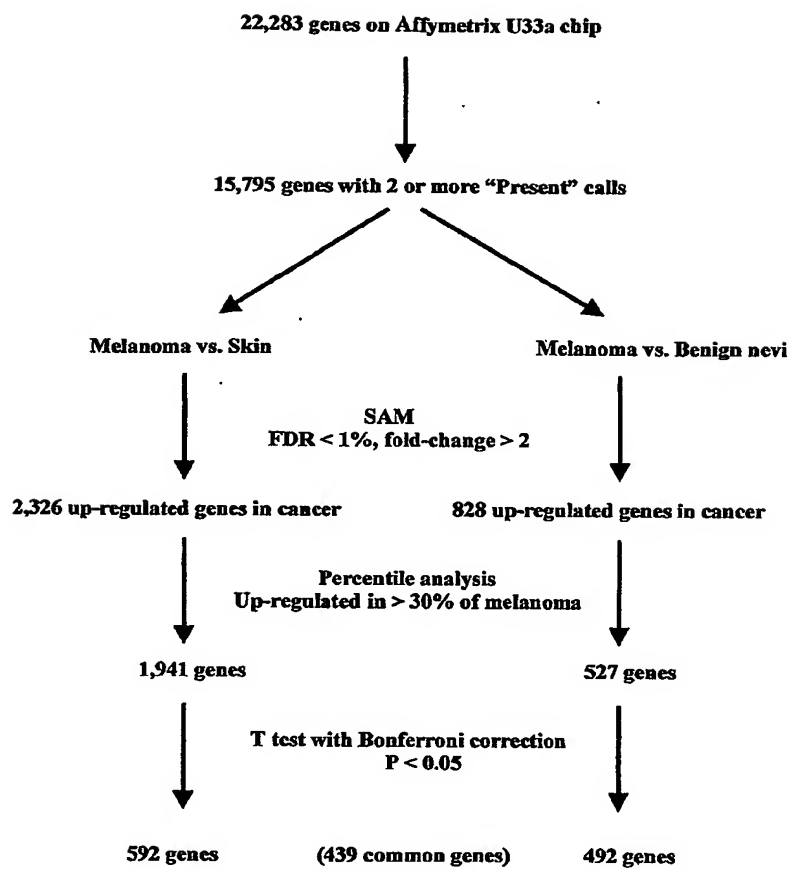 22,283 genes on Affymetrix U33a chip
15,795 genes with 2 or more “Present” calls
Melanoma vs. Skin
Melanoma vs. Benign nevi
SAM
FDR < 1%, fold-change > 2
2,326 up-regulated genes in cancer
828 up-regulated genes in cancer
Percentile analysis
Up-regulated in > 30% of melanoma
1,941 genes
527 genes
T test with Bonferroni correction
P < 0.05
592 genes
(439 common genes)
492 genes